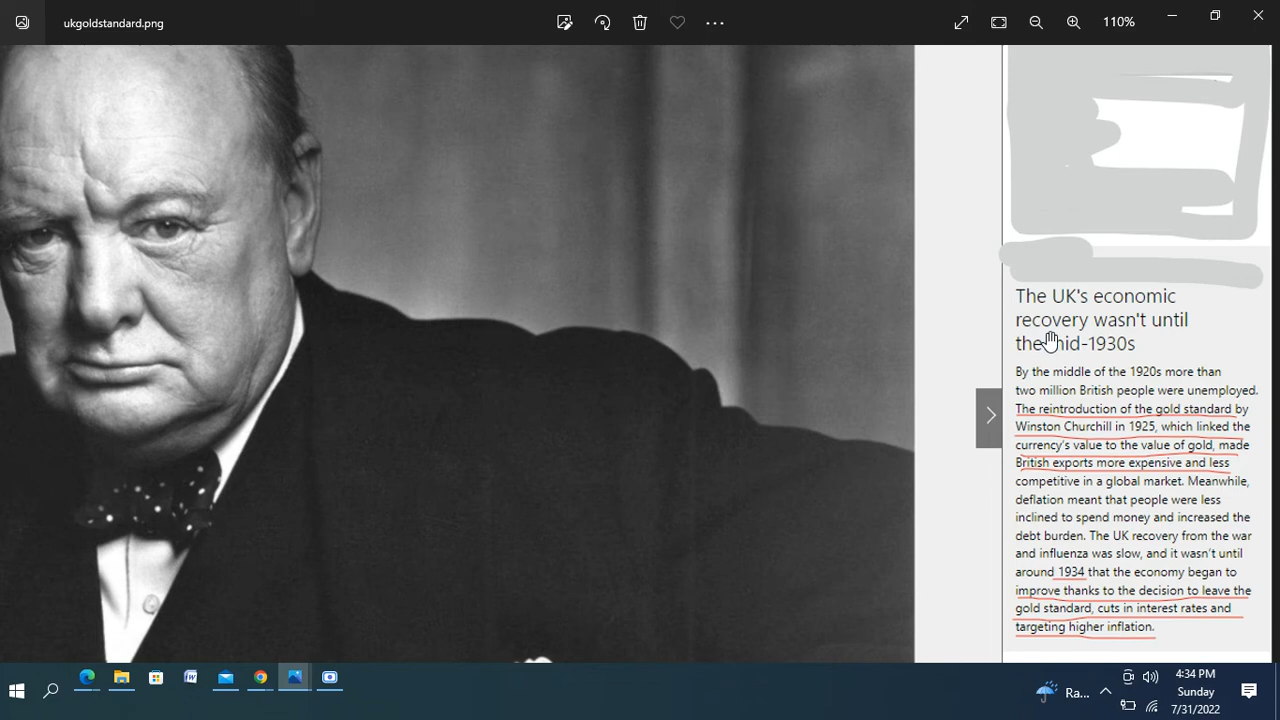 ukgoldstandard.png
110%
The UK's economic
recovery wasn't until
the mid-1930s
By the middle of the 1920s more than
two million British people were unemployed.
The reintroduction of the gold standard by
Winston Churchill in 1925, which linked the
currency's value to the value of gold, made
British exports more expensive and less
competitive in a global market. Meanwhile,
deflation meant that people were less
inclined to spend money and increased the
debt burden. The UK recovery from the war
and influenza was slow, and it wasn't until
around 1934 that the economy began to
improve thanks to the decision to leave the
gold standard, cuts in interest rates and
targeting higher inflation.
Ra...
4:34 PM
Sunday
7/31/2022